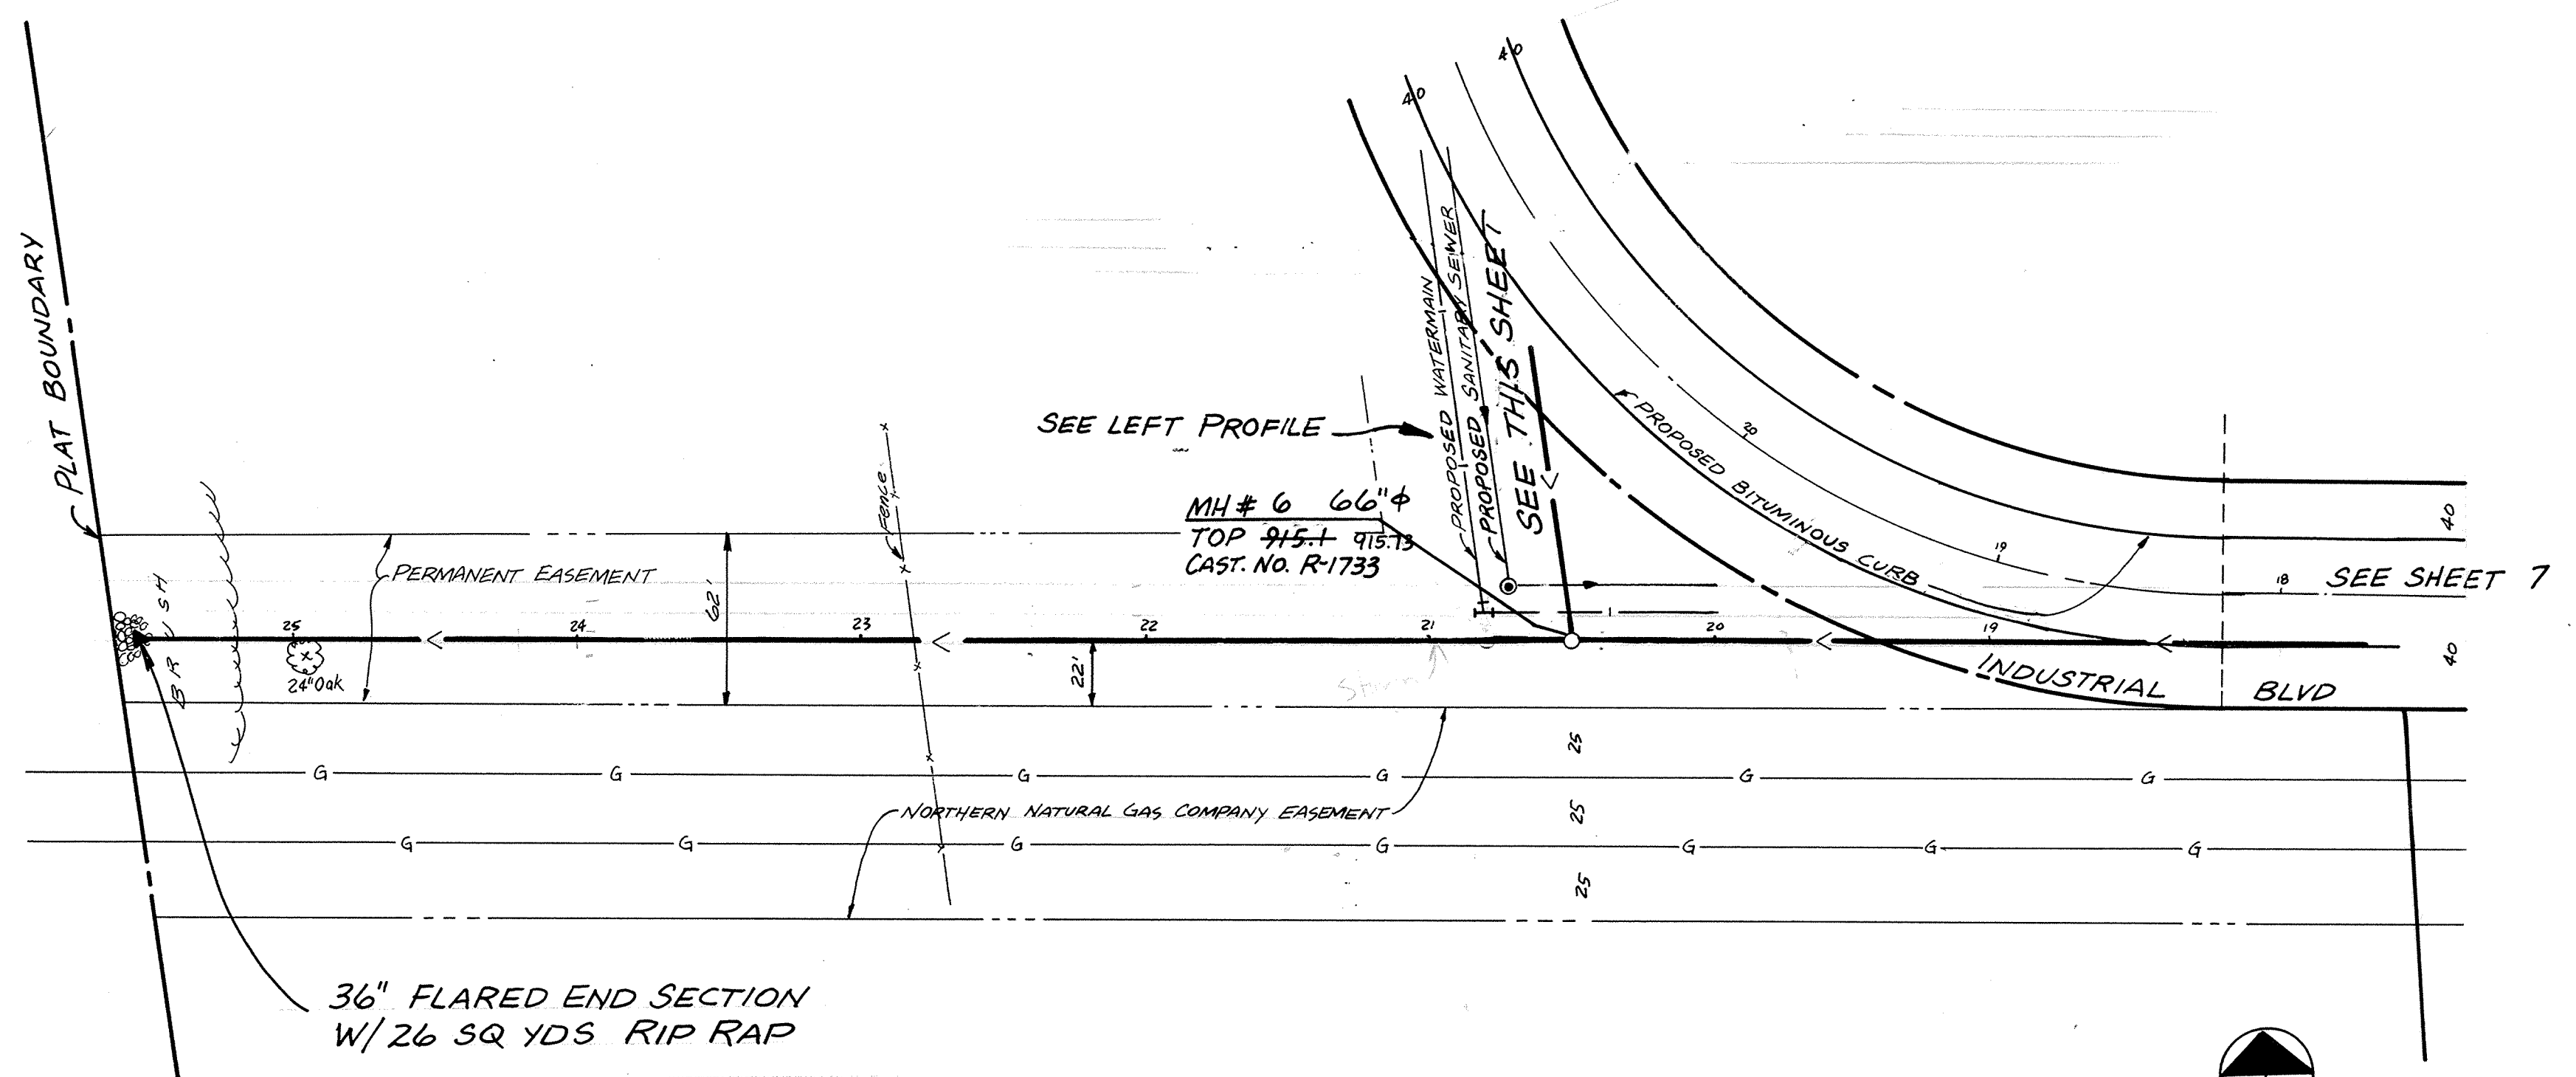 40
40
PLAT BOUNDARY
PROPOSED WATERMAIN
PROPOSED SANITARY SEWER
SEE THIS SHEET
SEE LEFT PROFILE
PROPOSED BITUMINOUS CURB
20
19
18
40
SEE SHEET 7
40
Fence
MH # 6 66"ϕ
TOP 915.1 915.73
CAST. NO. R-1733
PERMANENT EASEMENT
62'
BRUSH
25
24
23
22
21
20
19
24"Oak
22'
Storm
INDUSTRIAL BLVD
25
G G G G G G
NORTHERN NATURAL GAS COMPANY EASEMENT
25
G G G G G G G
25
36" FLARED END SECTION
W/26 SQ YDS RIP RAP